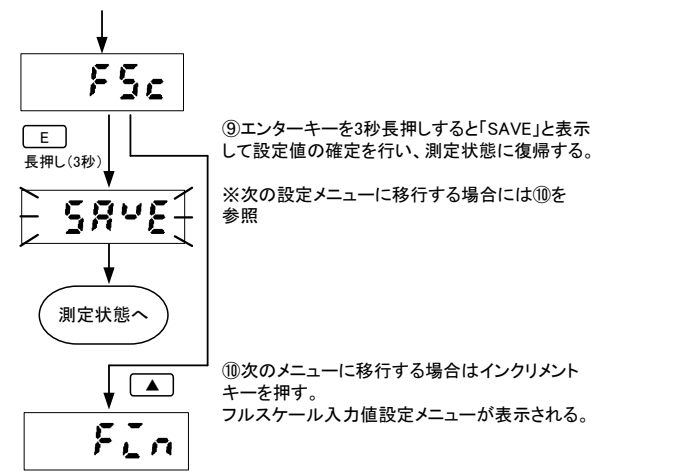 FSc
E
長押し(3秒)
⑨エンターキーを3秒長押しすると「SAVE」と表示
して設定値の確定を行い、測定状態に復帰する。
※次の設定メニューに移行する場合には⑩を
参照
SAVE
測定状態へ
⑩次のメニューに移行する場合はインクリメント
キーを押す。
フルスケール入力値設定メニューが表示される。
▲
Fin